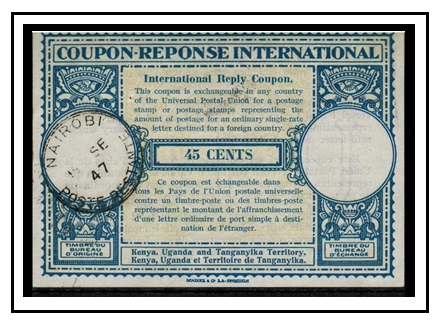 COUPON-REPONSE INTERNATIONAL
International Reply Coupon.
This coupon is exchangeable in any country
of the Universal Postal Union for a postage
stamp or postage stamps representing the
amount of postage for an ordinary single-rate
letter destined for a foreign country.
NAIROBI
SE
47
POSTE RESTANTE
45 CENTS
Ce coupon est échangeable dans
tous les Pays de l'Union postale universelle
contre un timbre-poste ou des timbres-poste
représentant le montant de l'affranchissement
d'une lettre de port simple à desti-
nation de l'étranger.
TIMBRE DU
BUREAU
D'ORIGINE
TIMBRE DU
BUREAU
D'ÉCHANGE
Kenya, Uganda and Tanganyika Territory.
Kenya, Uganda et Territoire de Tanganyika.